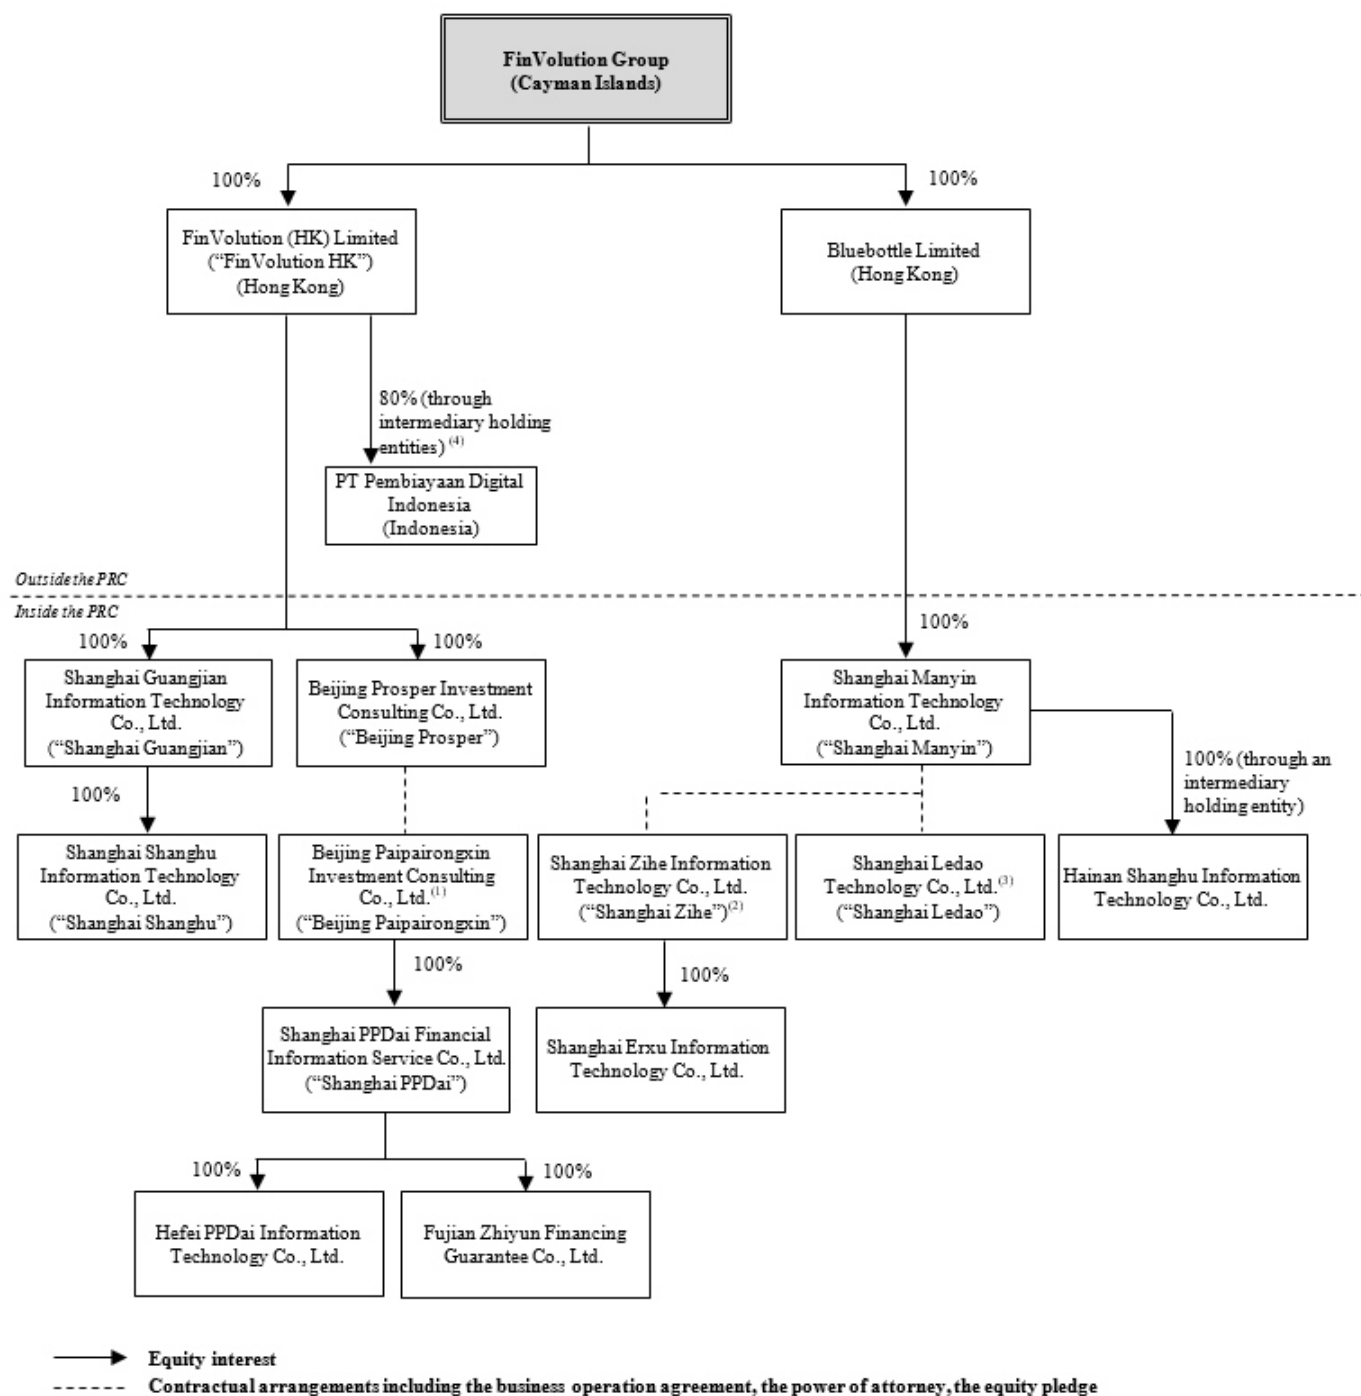 FinVolution Group
(Cayman Islands)
100%
100%
FinVolution (HK) Limited
(“FinVolution HK”)
(Hong Kong)
Bluebottle Limited
(Hong Kong)
80% (through
intermediary holding
entities) (4)
PT Pembiayaan Digital
Indonesia
(Indonesia)
Outside the PRC
Inside the PRC
100%
100%
100%
Shanghai Guangjian
Information Technology
Co., Ltd.
(“Shanghai Guangjian”)
Beijing Prosper Investment
Consulting Co., Ltd.
(“Beijing Prosper”)
Shanghai Manyin
Information Technology
Co., Ltd.
(“Shanghai Manyin”)
100%
100% (through an
intermediary
holding entity)
Shanghai Shanghu
Information Technology
Co., Ltd.
(“Shanghai Shanghu”)
Beijing Paipairongxin
Investment Consulting
Co., Ltd.(1)
(“Beijing Paipairongxin”)
Shanghai Zihe Information
Technology Co., Ltd.
(“Shanghai Zihe”)(2)
Shanghai Ledao
Technology Co., Ltd.(3)
(“Shanghai Ledao”)
Hainan Shanghu Information
Technology Co., Ltd.
100%
100%
Shanghai PPDai Financial
Information Service Co., Ltd.
(“Shanghai PPDai”)
Shanghai Erxu Information
Technology Co., Ltd.
100%
100%
Hefei PPDai Information
Technology Co., Ltd.
Fujian Zhiyun Financing
Guarantee Co., Ltd.
Equity interest
Contractual arrangements including the business operation agreement, the power of attorney, the equity pledge